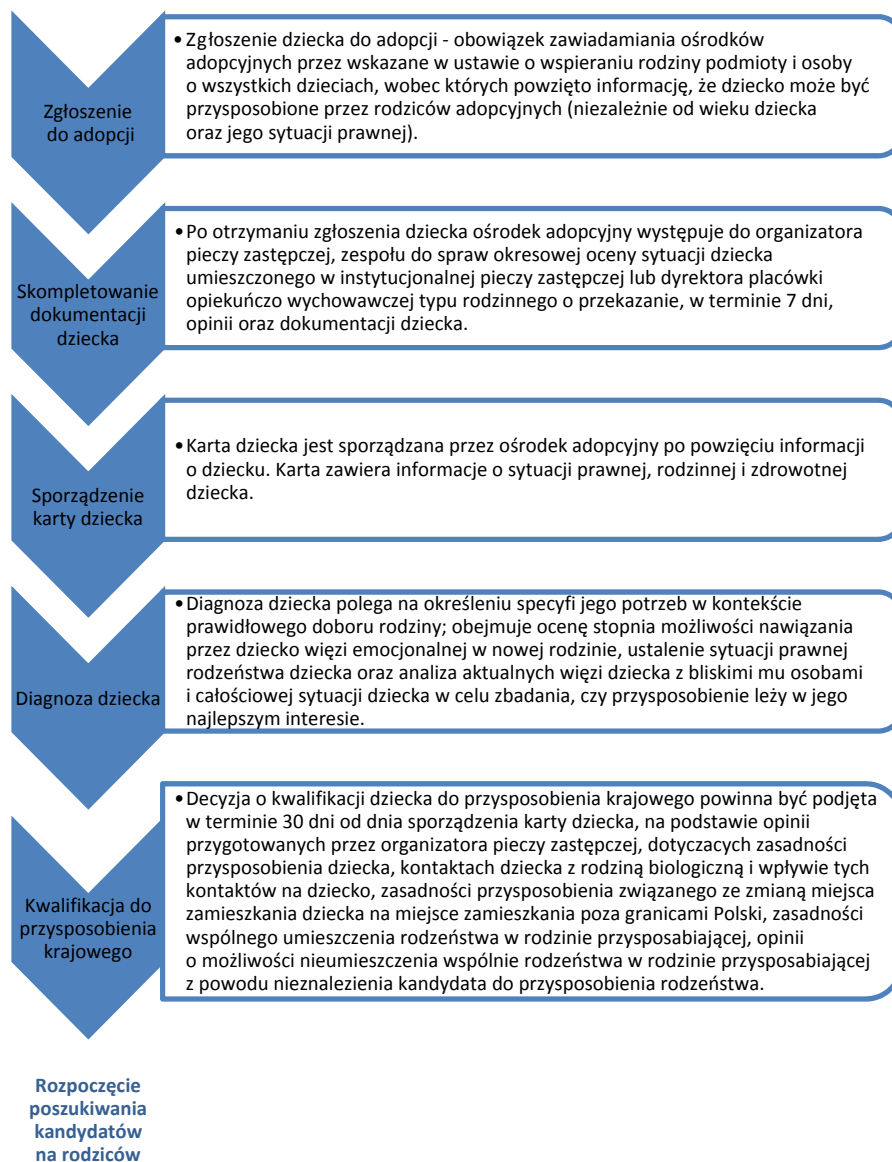 Zgłoszenie
do adopcji
•Zgłoszenie dziecka do adopcji - obowiązek zawiadamiania ośrodków
adopcyjnych przez wskazane w ustawie o wspieraniu rodziny podmioty i osoby
o wszystkich dzieciach, wobec których powzięto informację, że dziecko może być
przysposobione przez rodziców adopcyjnych (niezależnie od wieku dziecka
oraz jego sytuacji prawnej).
Skompletowanie
dokumentacji
dziecka
•Po otrzymaniu zgłoszenia dziecka ośrodek adopcyjny występuje do organizatora
pieczy zastępczej, zespołu do spraw okresowej oceny sytuacji dziecka
umieszczonego w instytucjonalnej pieczy zastępczej lub dyrektora placówki
opiekuńczo wychowawczej typu rodzinnego o przekazanie, w terminie 7 dni,
opinii oraz dokumentacji dziecka.
Sporządzenie
karty dziecka
•Karta dziecka jest sporządzana przez ośrodek adopcyjny po powzięciu informacji
o dziecku. Karta zawiera informacje o sytuacji prawnej, rodzinnej i zdrowotnej
dziecka.
Diagnoza dziecka
•Diagnoza dziecka polega na określeniu specyfi jego potrzeb w kontekście
prawidłowego doboru rodziny; obejmuje ocenę stopnia możliwości nawiązania
przez dziecko więzi emocjonalnej w nowej rodzinie, ustalenie sytuacji prawnej
rodzeństwa dziecka oraz analiza aktualnych więzi dziecka z bliskimi mu osobami
i całościowej sytuacji dziecka w celu zbadania, czy przysposobienie leży w jego
najlepszym interesie.
Kwalifikacja do
przysposobienia
krajowego
•Decyzja o kwalifikacji dziecka do przysposobienia krajowego powinna być podjęta
w terminie 30 dni od dnia sporządzenia karty dziecka, na podstawie opinii
przygotowanych przez organizatora pieczy zastępczej, dotyczacych zasadności
przysposobienia dziecka, kontaktach dziecka z rodziną biologiczną i wpływie tych
kontaktów na dziecko, zasadności przysposobienia związanego ze zmianą miejsca
zamieszkania dziecka na miejsce zamieszkania poza granicami Polski, zasadności
wspólnego umieszczenia rodzeństwa w rodzinie przysposabiającej, opinii
o możliwości nieumieszczenia wspólnie rodzeństwa w rodzinie przysposabiającej
z powodu nieznalezienia kandydata do przysposobienia rodzeństwa.
Rozpoczęcie
poszukiwania
kandydatów
na rodziców